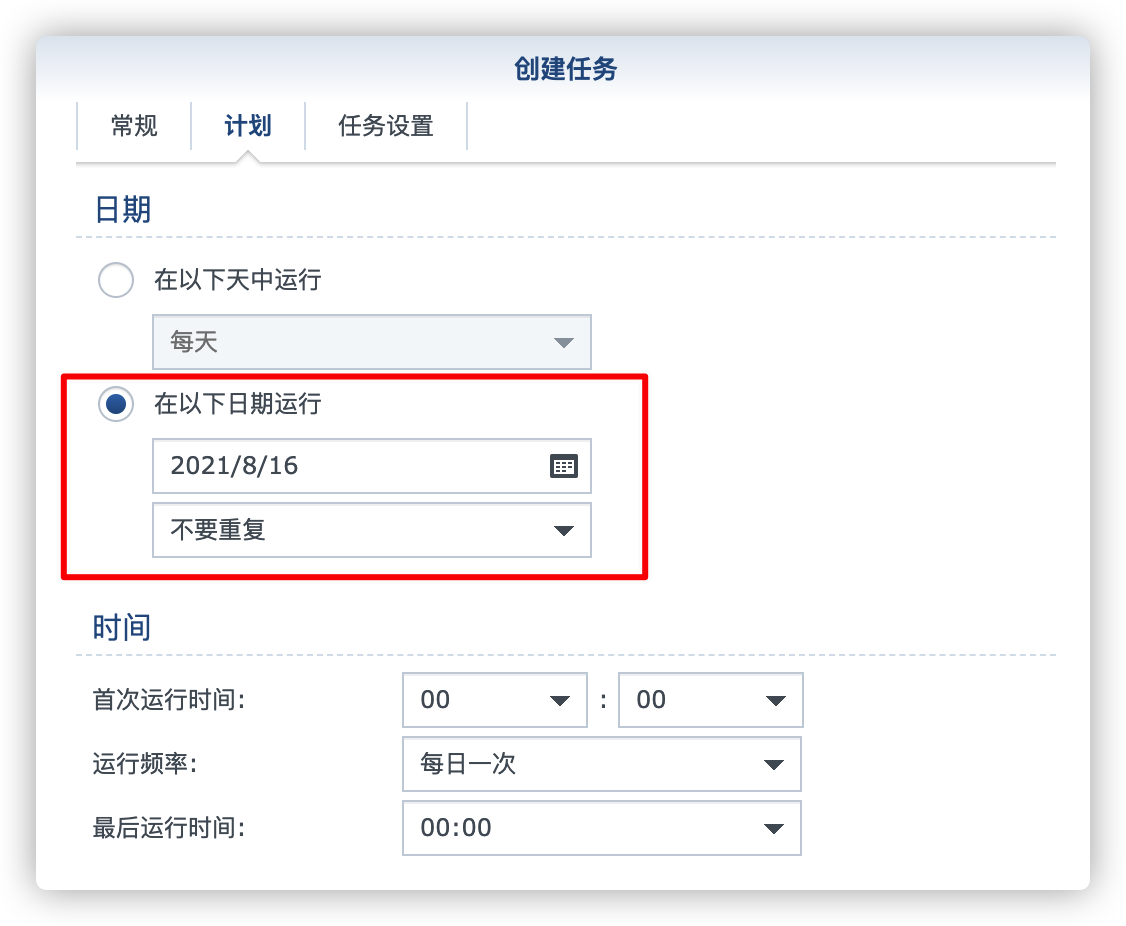 创建任务
常规 计划 任务设置
日期
在以下天中运行
每天
在以下日期运行
2021/8/16
不要重复
时间
首次运行时间: 00 : 00
运行频率: 每日一次
最后运行时间: 00:00